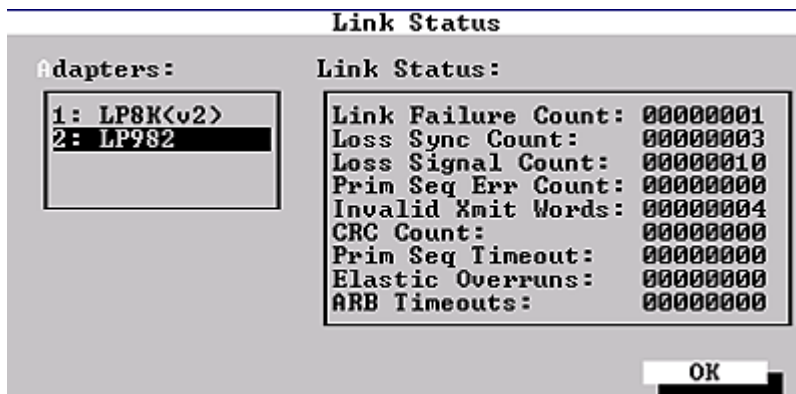 Link Status
Adapters:
1: LP8K(v2)
2: LP982
Link Status:
Link Failure Count: 00000001
Loss Sync Count: 00000003
Loss Signal Count: 00000010
Prim Seq Err Count: 00000000
Invalid Xmit Words: 00000004
CRC Count: 00000000
Prim Seq Timeout: 00000000
Elastic Overruns: 00000000
ARB Timeouts: 00000000
OK